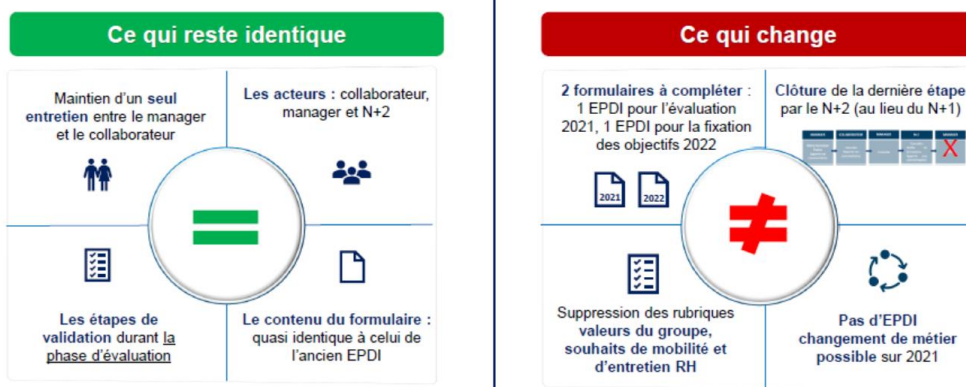 Ce qui reste identique
Maintien d'un seul
entretien entre le manager
et le collaborateur
Les acteurs : collaborateur,
manager et N+2
Les étapes de
validation durant la
phase d'évaluation
Le contenu du formulaire :
quasi identique à celui de
l'ancien EPDI
Ce qui change
2 formulaires à compléter :
1 EPDI pour l'évaluation
2021, 1 EPDI pour la fixation
des objectifs 2022
2021
2022
Clôture de la dernière étape
par le N+2 (au lieu du N+1)
X
Suppression des rubriques
valeurs du groupe,
souhaits de mobilité et
d'entretien RH
Pas d'EPDI
changement de métier
possible sur 2021